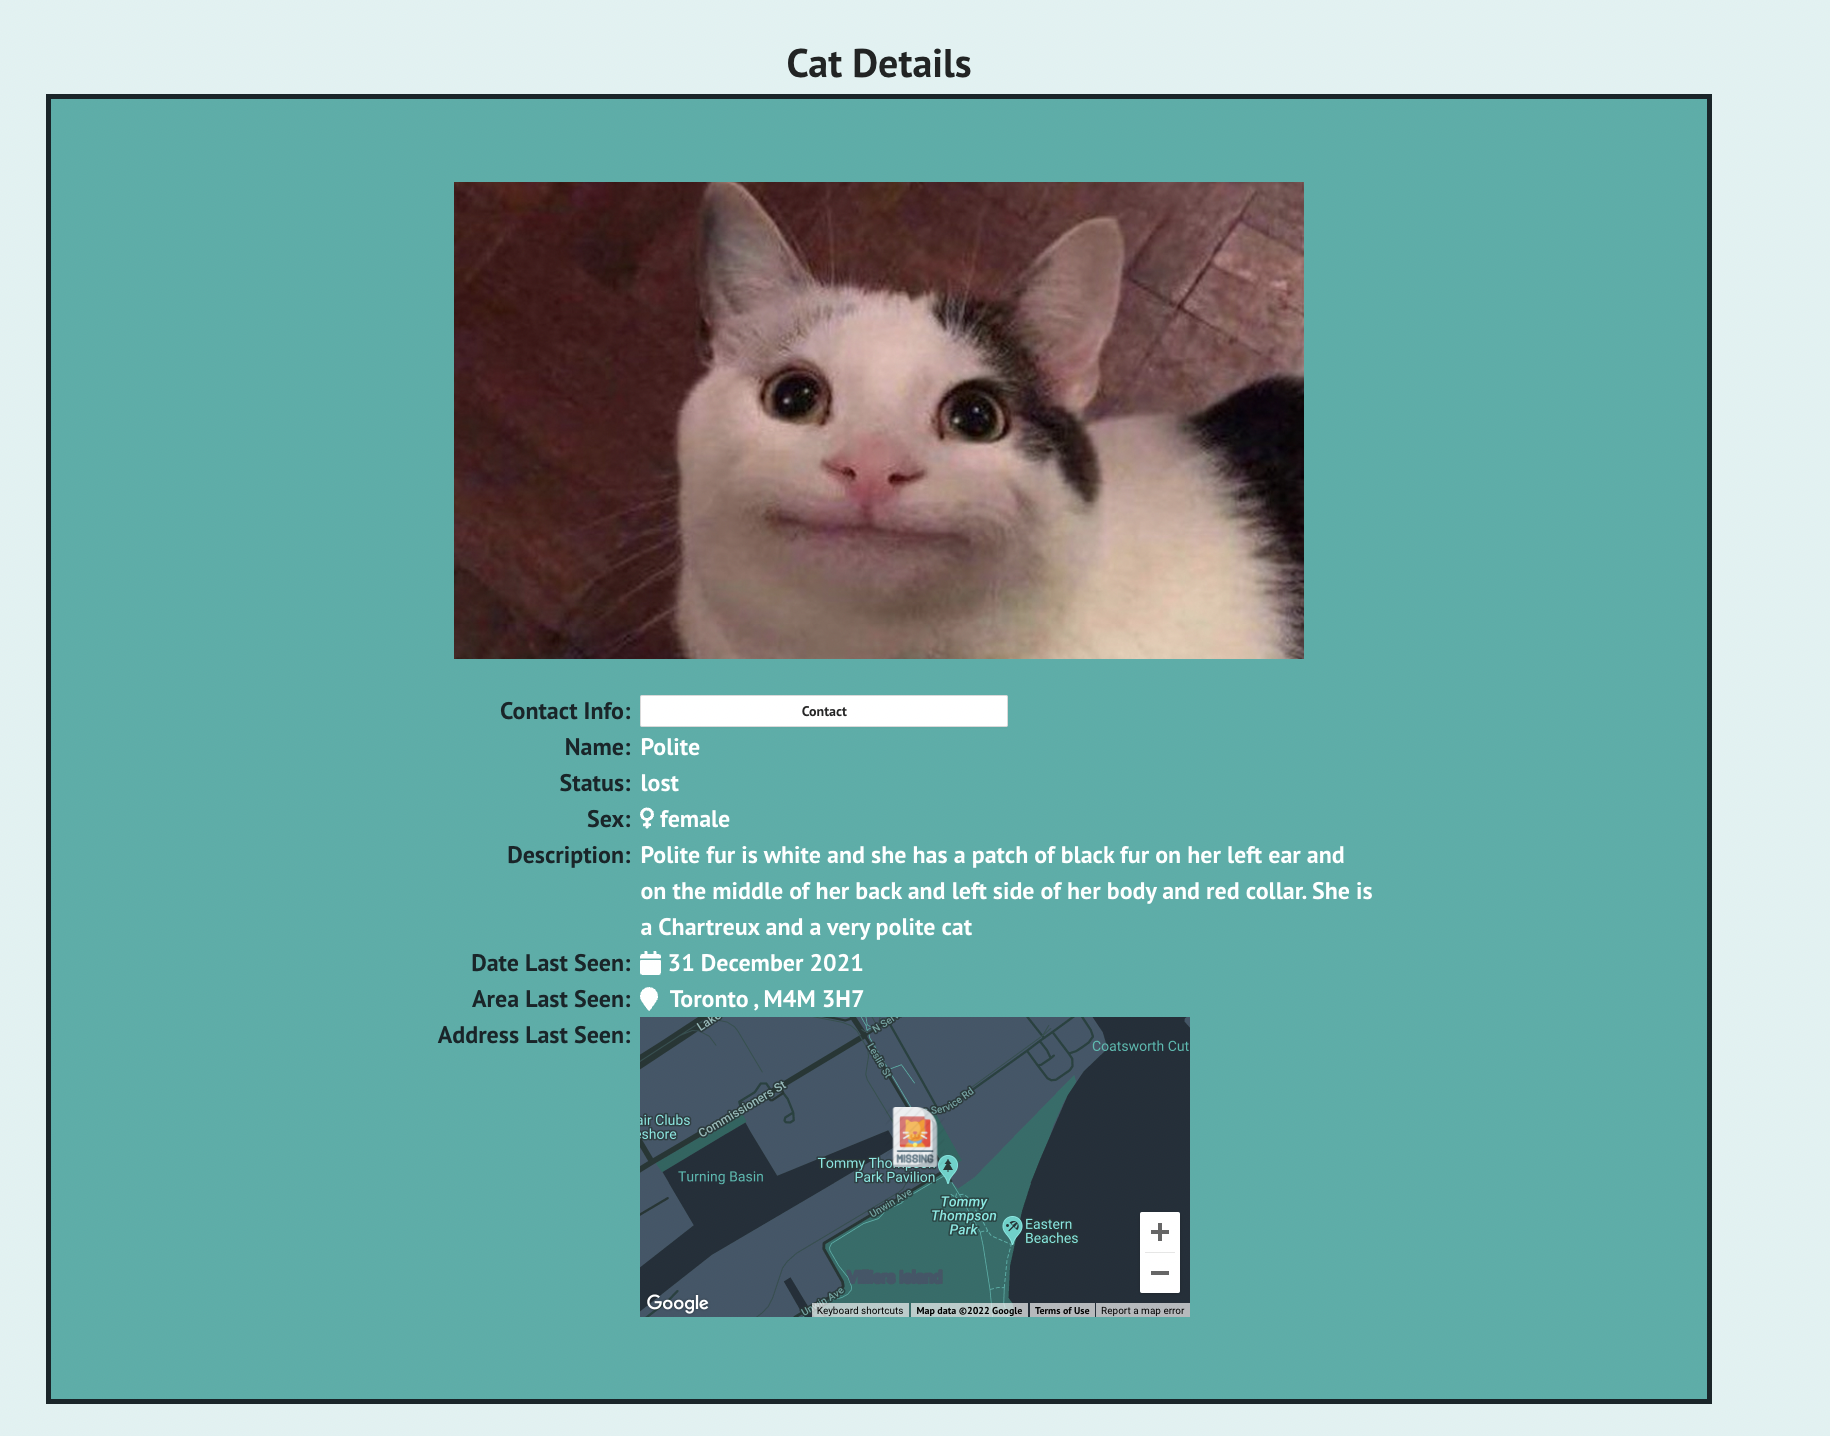 Cat Details
Contact Info: Contact
Name: Polite
Status: lost
Sex: female
Description: Polite fur is white and she has a patch of black fur on her left ear and
on the middle of her back and left side of her body and red collar. She is
a Chartreux and a very polite cat
Date Last Seen: 31 December 2021
Area Last Seen: Toronto , M4M 3H7
Address Last Seen:
Lake
N Serv
Coatsworth Cut
Leslie St
Commissioners St
Service Rd
air Clubs
eshore
MISSING
Tommy Thompson
Park Pavilion
Turning Basin
Unwin Ave
Tommy
Thompson
Park
Eastern
Beaches
Villiers Island
Unwin Ave
Google
Keyboard shortcuts
Map data ©2022 Google
Terms of Use
Report a map error